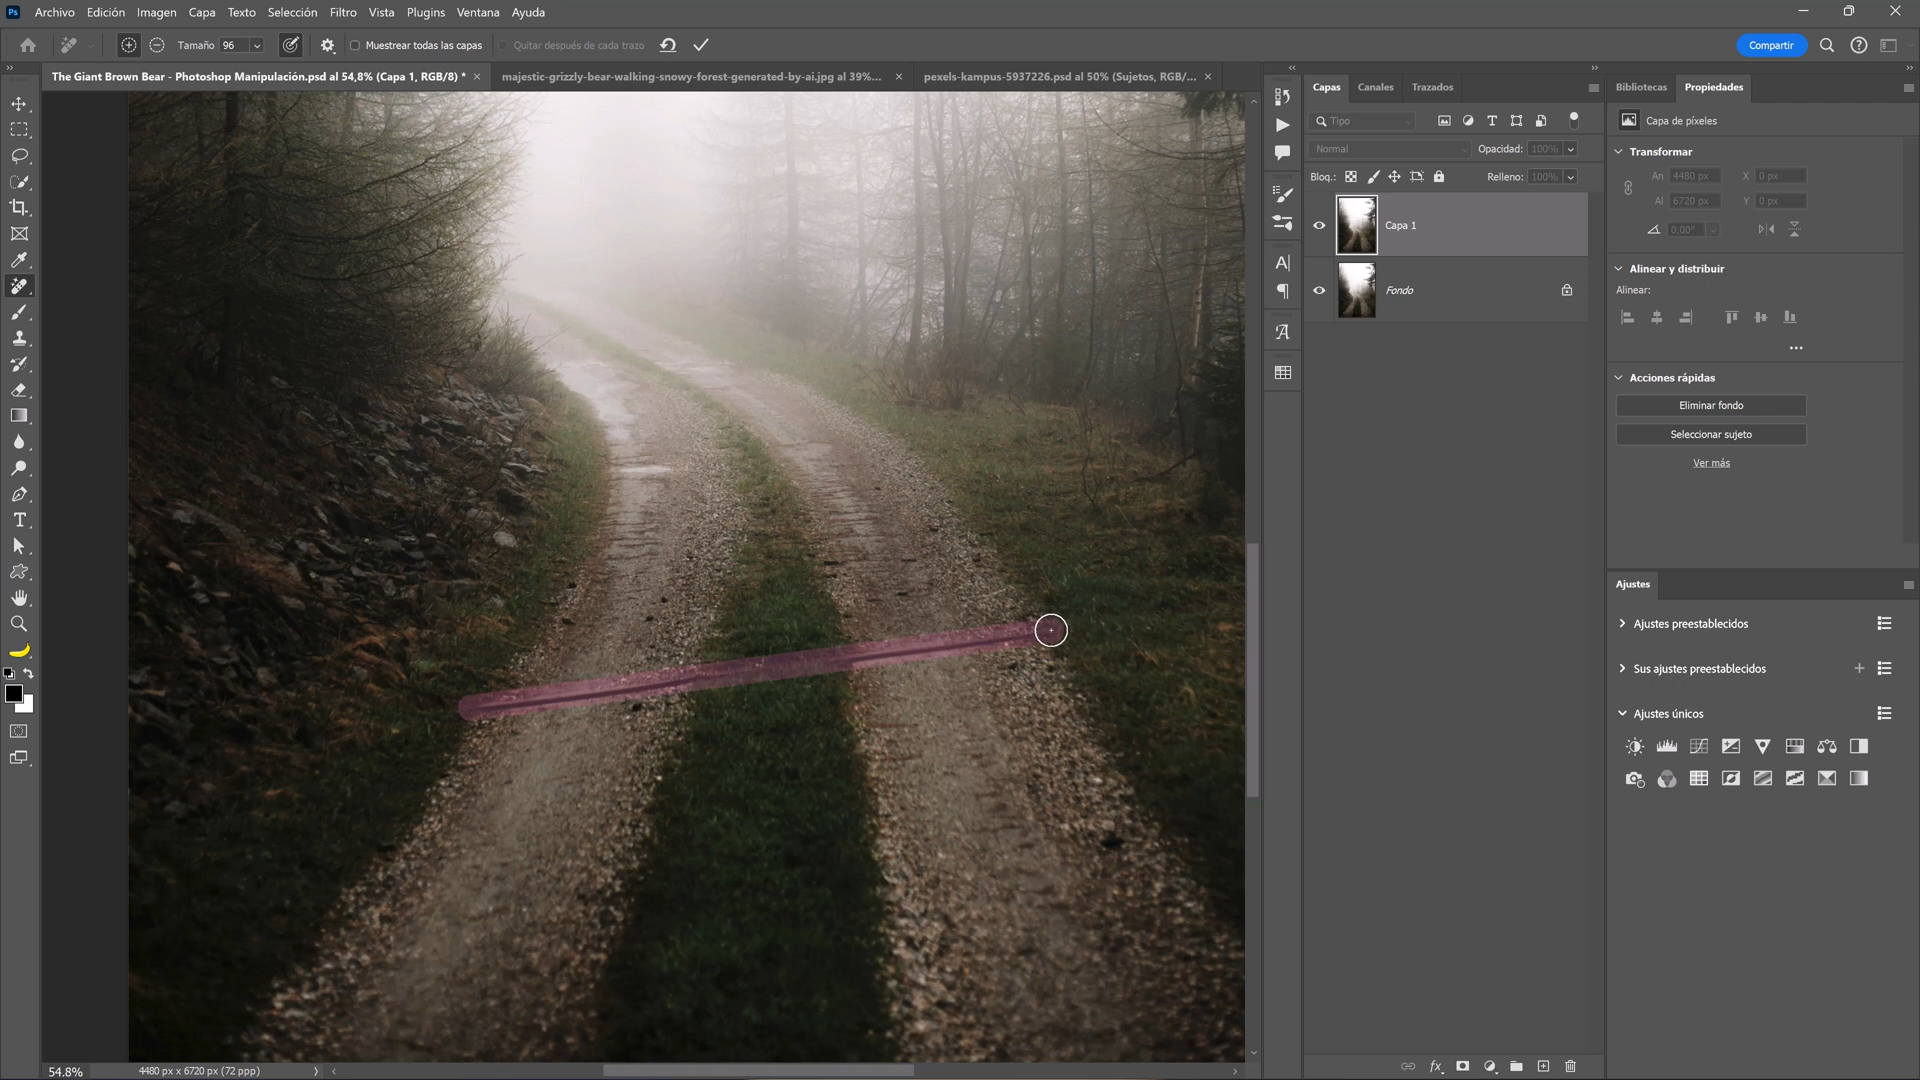 Ps Archivo Edición Imagen Capa Texto Selección Filtro Vista Plugins Ventana Ayuda
Tamaño 96 Muestrear todas las capas Quitar después de cada trazo Compartir
The Giant Brown Bear - Photoshop Manipulación.psd al 54,8% (Capa 1, RGB/8) * majestic-grizzly-bear-walking-snowy-forest-generated-by-ai.jpg al 39%... pexels-kampus-5937226.psd al 50% (Sujetos, RGB/...
Capas Canales Trazados
Tipo
Normal Opacidad: 100%
Bloq.: Relleno: 100%
Capa 1
Fondo
Bibliotecas Propiedades
Capa de píxeles
Transformar
An 4480 px X 0 px
Al 6720 px Y 0 px
0,00°
Alinear y distribuir
Alinear:
Acciones rápidas
Eliminar fondo
Seleccionar sujeto
Ver más
Ajustes
Ajustes preestablecidos
Sus ajustes preestablecidos
Ajustes únicos
54.8% 4480 px x 6720 px (72 ppp)
fx